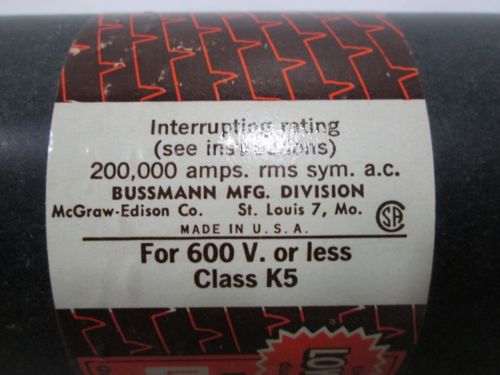 Interrupting rating
(see instructions)
200,000 amps. rms sym. a.c.
BUSSMANN MFG. DIVISION
McGraw-Edison Co. St. Louis 7, Mo.
MADE IN U.S.A.
SA
For 600 V. or less
Class K5